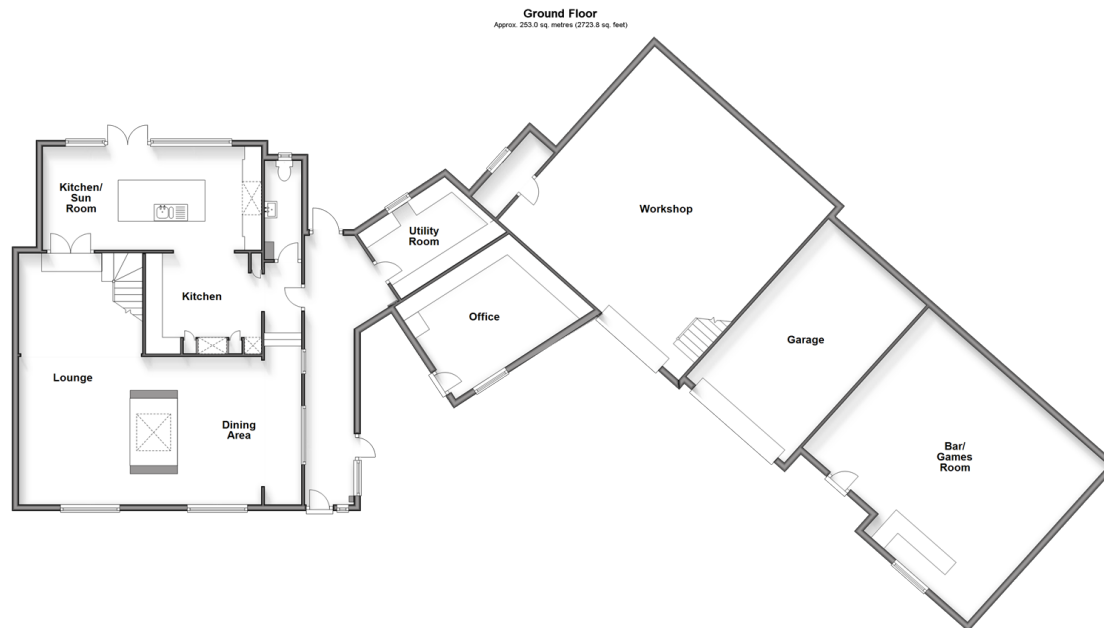 Ground Floor
Approx. 253.0 sq. metres (2723.8 sq. feet)
Kitchen/
Sun
Room
Utility
Room
Workshop
Kitchen
Office
Garage
Lounge
Dining
Area
Bar/
Games
Room